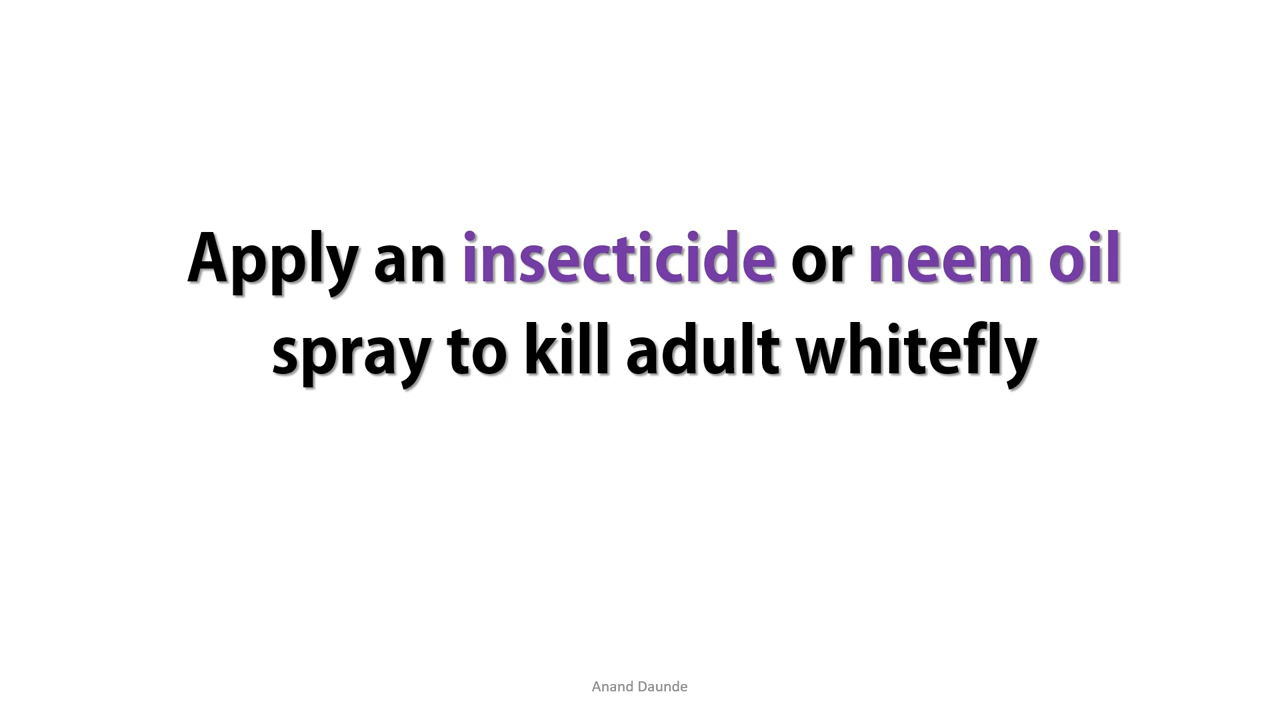 Apply an insecticide or neem oil
spray to kill adult whitefly
Anand Daunde